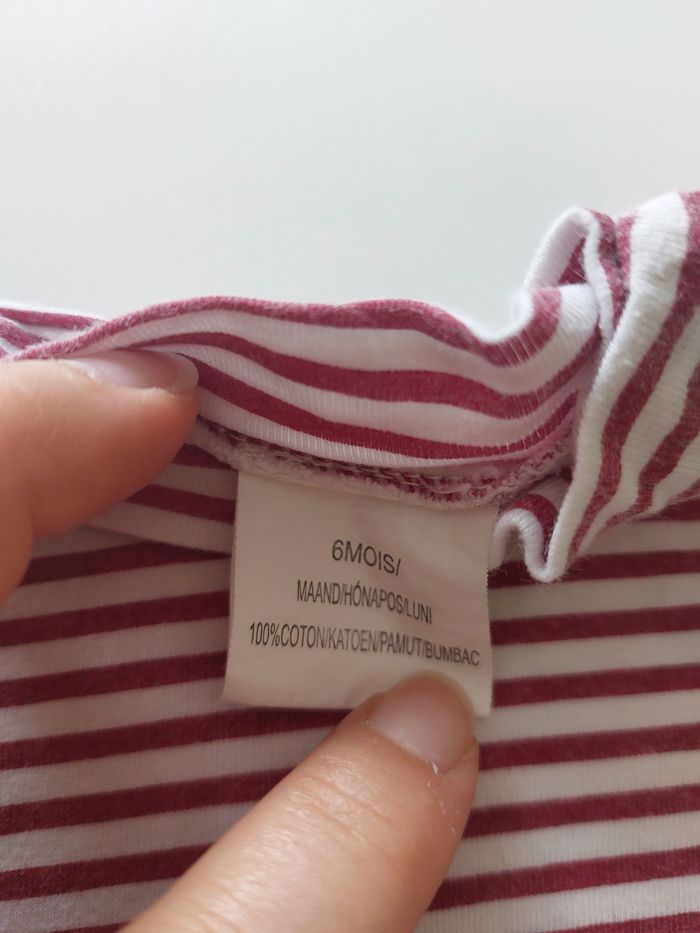 6MOIS/
MAAND/HÓNAPOS/LUNI
100%COTON/KATOEN/PAMUT/BUMBAC